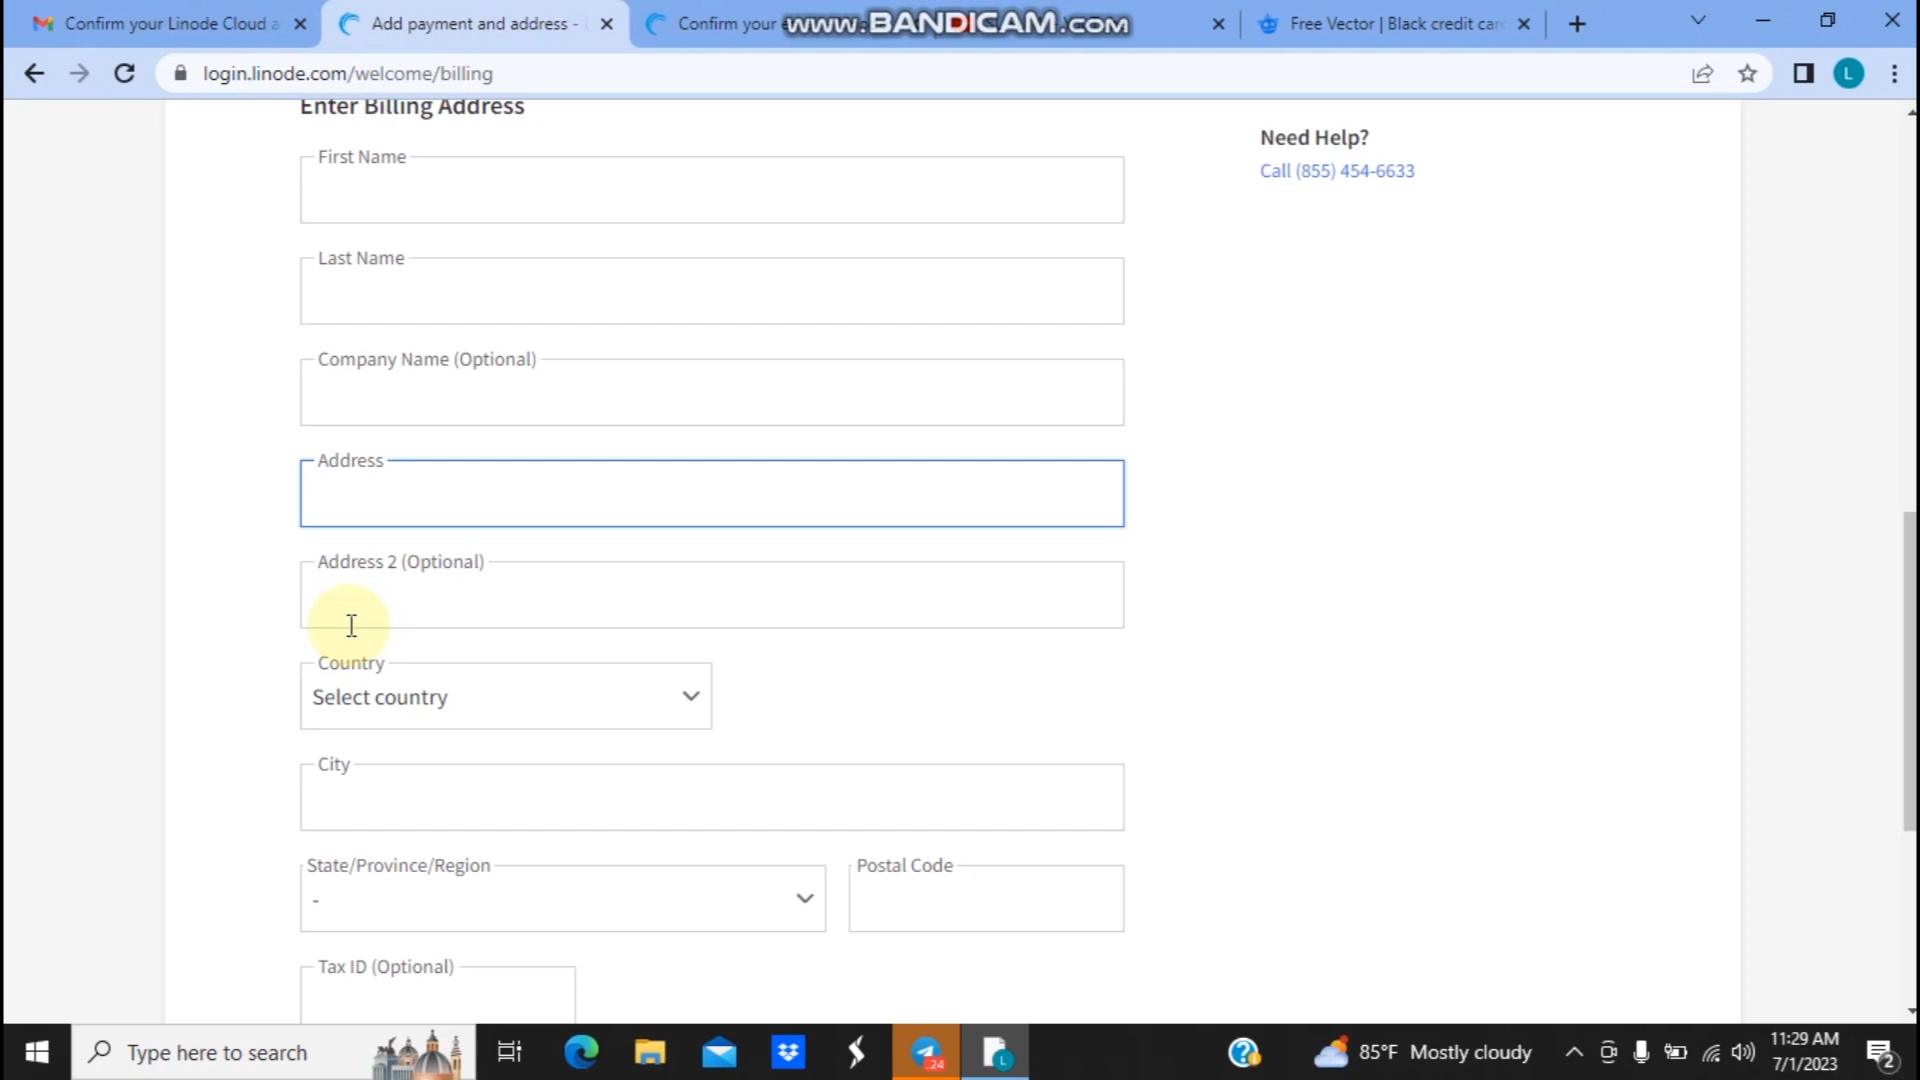 Confirm your Linode Cloud a
Add payment and address -
Confirm your e
www.BANDICAM.com
Free Vector | Black credit car
login.linode.com/welcome/billing
L
Enter Billing Address
Need Help?
Call (855) 454-6633
First Name
Last Name
Company Name (Optional)
Address
Address 2 (Optional)
Country
Select country
City
State/Province/Region
-
Postal Code
Tax ID (Optional)
Type here to search
.24
L
85°F Mostly cloudy
11:29 AM
7/1/2023
2